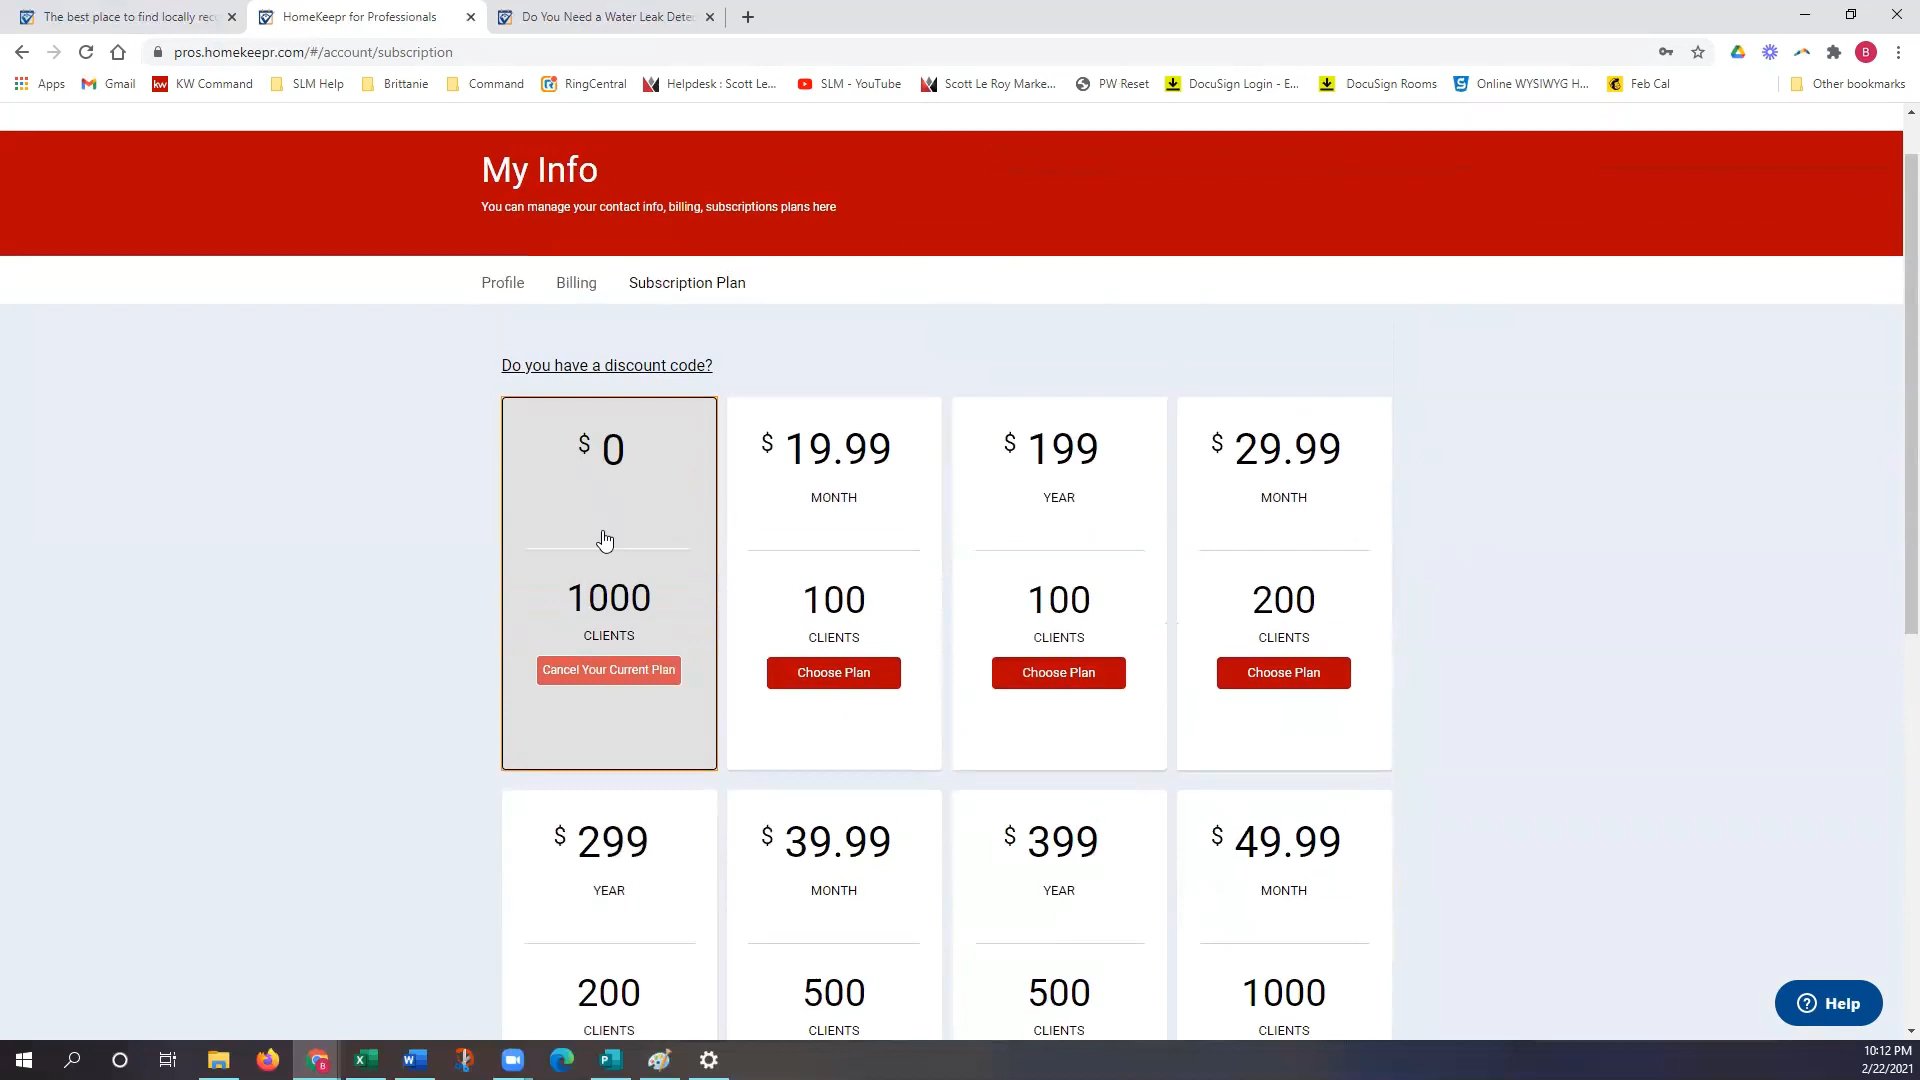 The best place to find locally rec
HomeKeepr for Professionals
Do You Need a Water Leak Dete
pros.homekeepr.com/#/account/subscription
B
Apps
Gmail
kw KW Command
SLM Help
Brittanie
Command
RingCentral
Helpdesk : Scott Le...
SLM - YouTube
Scott Le Roy Marke...
PW Reset
DocuSign Login - E...
DocuSign Rooms
Online WYSIWYG H...
Feb Cal
Other bookmarks
My Info
You can manage your contact info, billing, subscriptions plans here
Profile
Billing
Subscription Plan
Do you have a discount code?
$ 0
1000
CLIENTS
Cancel Your Current Plan
$ 19.99
MONTH
100
CLIENTS
Choose Plan
$ 199
YEAR
100
CLIENTS
Choose Plan
$ 29.99
MONTH
200
CLIENTS
Choose Plan
$ 299
YEAR
200
CLIENTS
$ 39.99
MONTH
500
CLIENTS
$ 399
YEAR
500
CLIENTS
$ 49.99
MONTH
1000
CLIENTS
? Help
10:12 PM
2/22/2021